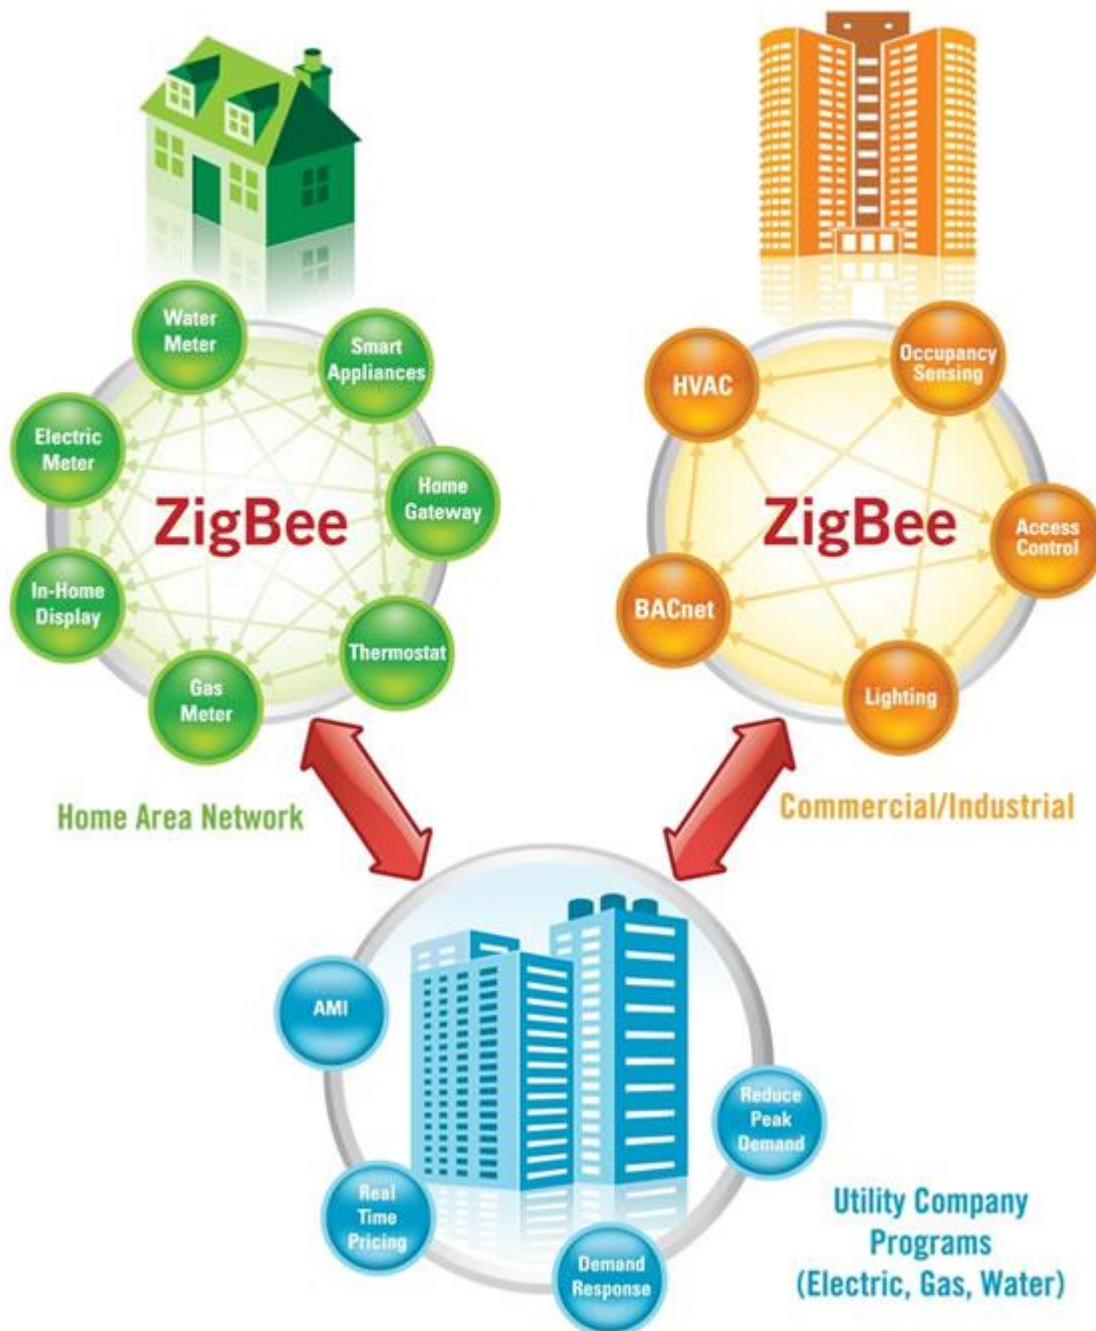 Water
Meter
Smart
Appliances
Electric
Meter
Home
Gateway
ZigBee
In-Home
Display
Thermostat
Gas
Meter
Home Area Network
HVAC
Occupancy
Sensing
ZigBee
Access
Control
BACnet
Lighting
Commercial/Industrial
AMI
Reduce
Peak
Demand
Real
Time
Pricing
Demand
Response
Utility Company
Programs
(Electric, Gas, Water)